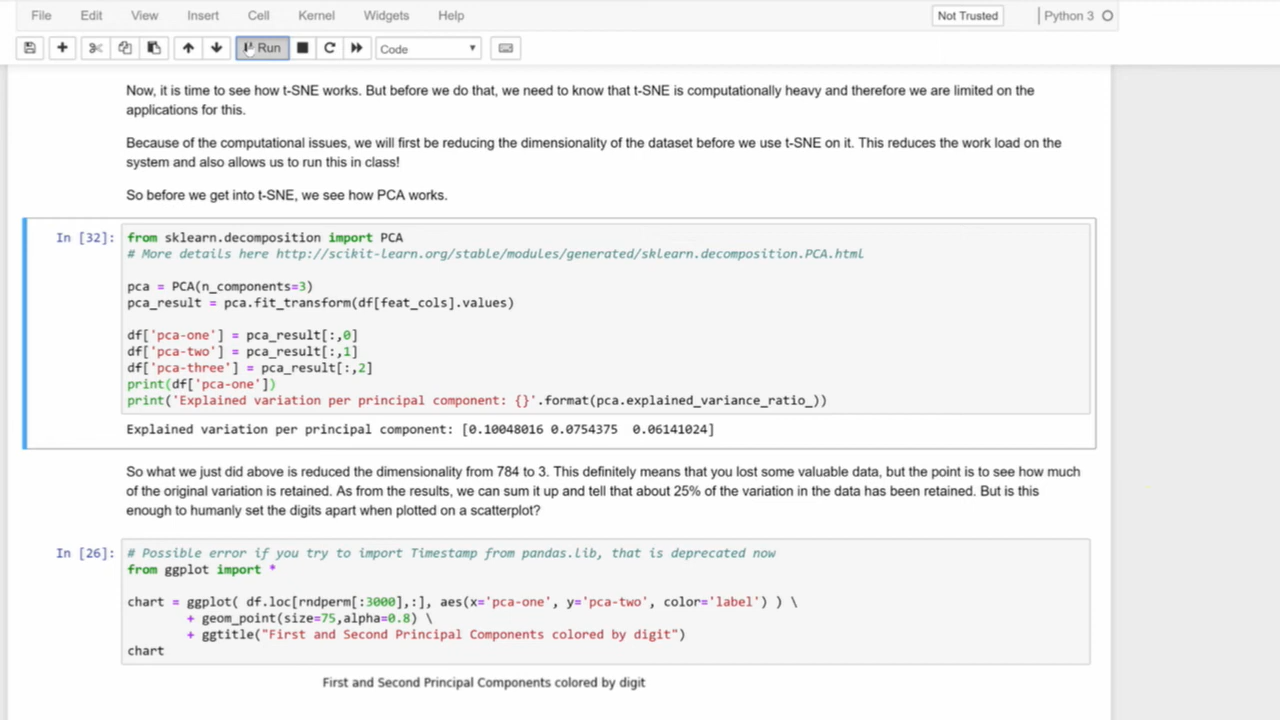 File Edit View Insert Cell Kernel Widgets Help Not Trusted Python 3
Run Code
Now, it is time to see how t-SNE works. But before we do that, we need to know that t-SNE is computationally heavy and therefore we are limited on the
applications for this.
Because of the computational issues, we will first be reducing the dimensionality of the dataset before we use t-SNE on it. This reduces the work load on the
system and also allows us to run this in class!
So before we get into t-SNE, we see how PCA works.
In [32]: from sklearn.decomposition import PCA
# More details here http://scikit-learn.org/stable/modules/generated/sklearn.decomposition.PCA.html
pca = PCA(n_components=3)
pca_result = pca.fit_transform(df[feat_cols].values)
df['pca-one'] = pca_result[:,0]
df['pca-two'] = pca_result[:,1]
df['pca-three'] = pca_result[:,2]
print(df['pca-one'])
print('Explained variation per principal component: {}'.format(pca.explained_variance_ratio_))
Explained variation per principal component: [0.10048016 0.0754375  0.06141024]
So what we just did above is reduced the dimensionality from 784 to 3. This definitely means that you lost some valuable data, but the point is to see how much
of the original variation is retained. As from the results, we can sum it up and tell that about 25% of the variation in the data has been retained. But is this
enough to humanly set the digits apart when plotted on a scatterplot?
In [26]: # Possible error if you try to import Timestamp from pandas.lib, that is deprecated now
from ggplot import *
chart = ggplot( df.loc[rndperm[:3000],:], aes(x='pca-one', y='pca-two', color='label') ) \
+ geom_point(size=75,alpha=0.8) \
+ ggtitle("First and Second Principal Components colored by digit")
chart
First and Second Principal Components colored by digit